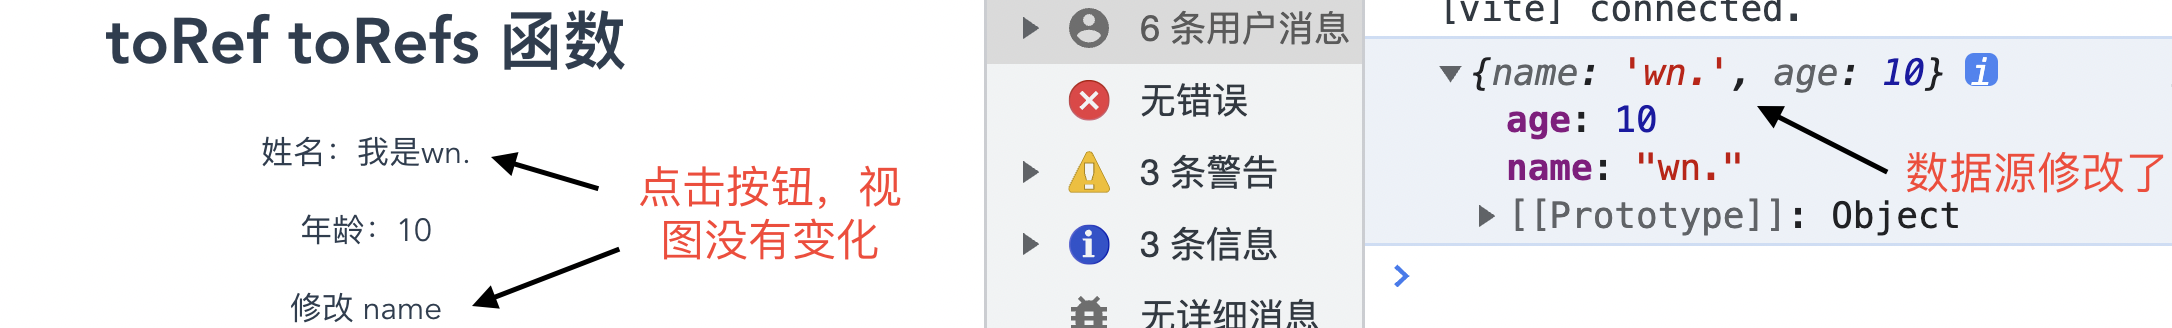 toRef toRefs 函数
姓名：我是wn.
年龄：10
修改 name
点击按钮，视
图没有变化
6 条用户消息
无错误
3 条警告
3 条信息
无详细消息
[vite] connected.
{name: 'wn.', age: 10} i
age: 10
name: "wn."
[[Prototype]]: Object
数据源修改了